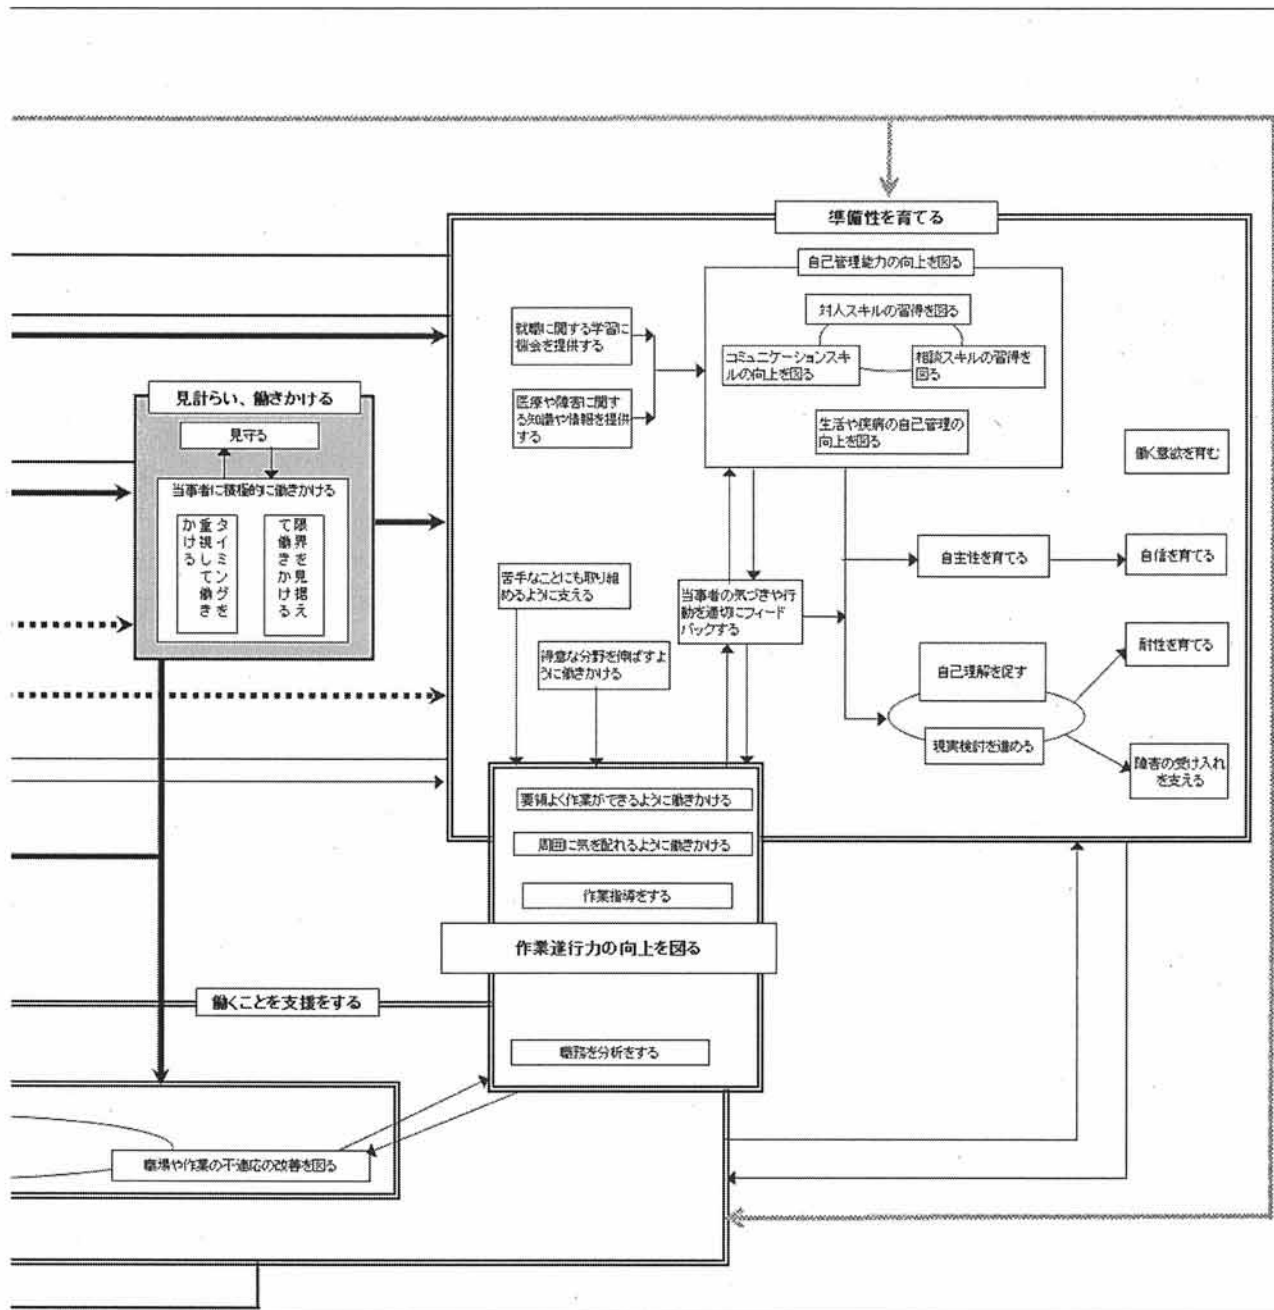 準備性を育てる
自己管理能力の向上を図る
対人スキルの習得を図る
就職に関する学習に
機会を提供する
コミュニケーションスキ
ルの向上を図る
相談スキルの習得を
図る
医療や障害に関す
る知識や情報を提供
する
生活や疾病の自己管理の
向上を図る
働く意欲を育む
見計らい、働きかける
見守る
当事者に積極的に働きかける
タイミングを
重視して働き
かける
限界を見据え
て働きかける
苦手なことにも取り組
めるように支える
当事者の気づきや行
動を適切にフィード
バックする
自主性を育てる
自信を育てる
得意な分野を伸ばすよ
うに働きかける
自己理解を促す
耐性を育てる
現実検討を進める
障害の受け入れ
を支える
要領よく作業ができるように働きかける
周囲に気を配れるように働きかける
作業指導をする
作業遂行力の向上を図る
働くことを支援をする
職務を分析をする
職場や作業の不適応の改善を図る